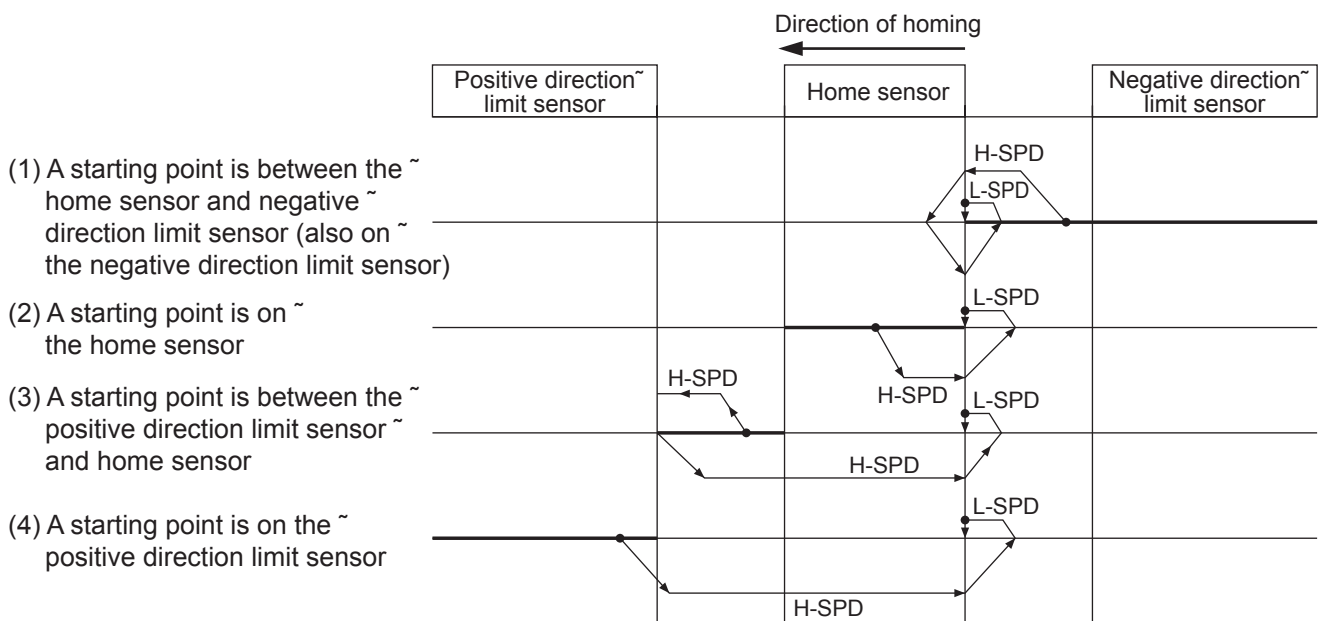 Direction of homing
Positive direction˜
limit sensor
Home sensor
Negative direction˜
limit sensor
(1) A starting point is between the ˜
home sensor and negative ˜
direction limit sensor (also on ˜
the negative direction limit sensor)
H-SPD
L-SPD
(2) A starting point is on ˜
the home sensor
L-SPD
H-SPD
(3) A starting point is between the ˜
positive direction limit sensor ˜
and home sensor
H-SPD
L-SPD
H-SPD
(4) A starting point is on the ˜
positive direction limit sensor
L-SPD
H-SPD